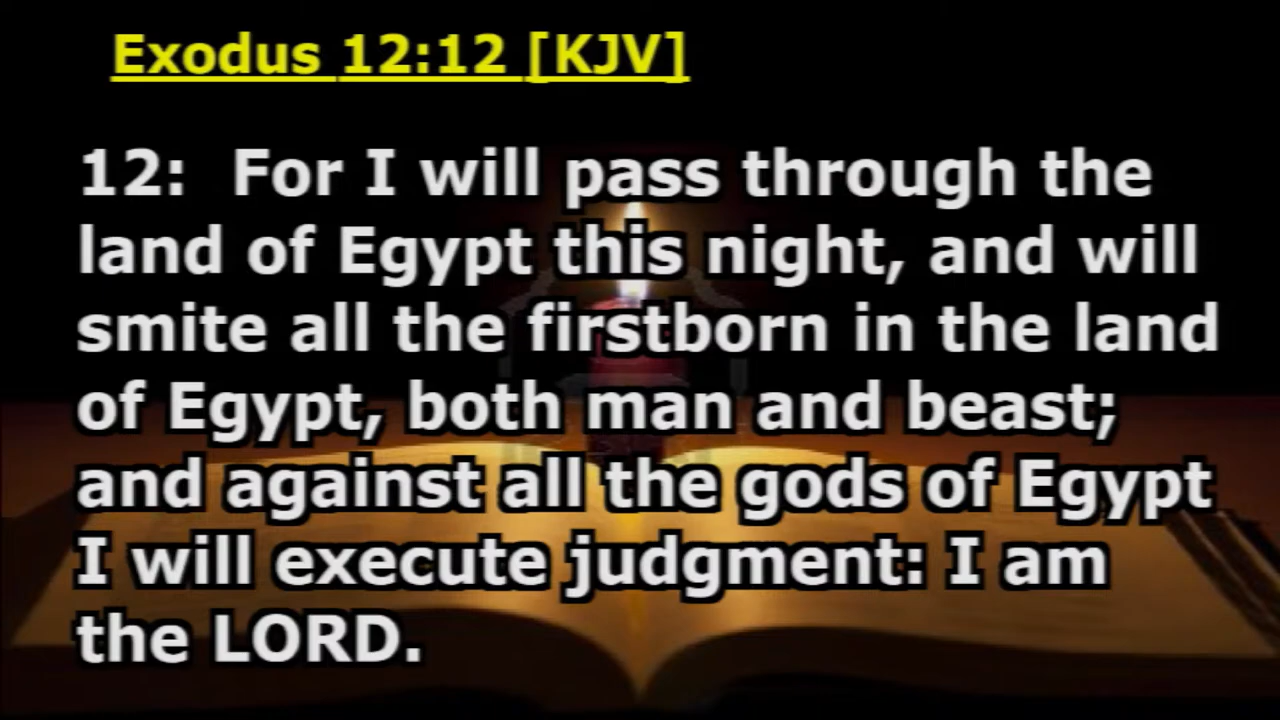 Exodus 12:12 [KJV]
12: For I will pass through the
land of Egypt this night, and will
smite all the firstborn in the land
of Egypt, both man and beast;
and against all the gods of Egypt
I will execute judgment: I am
the LORD.